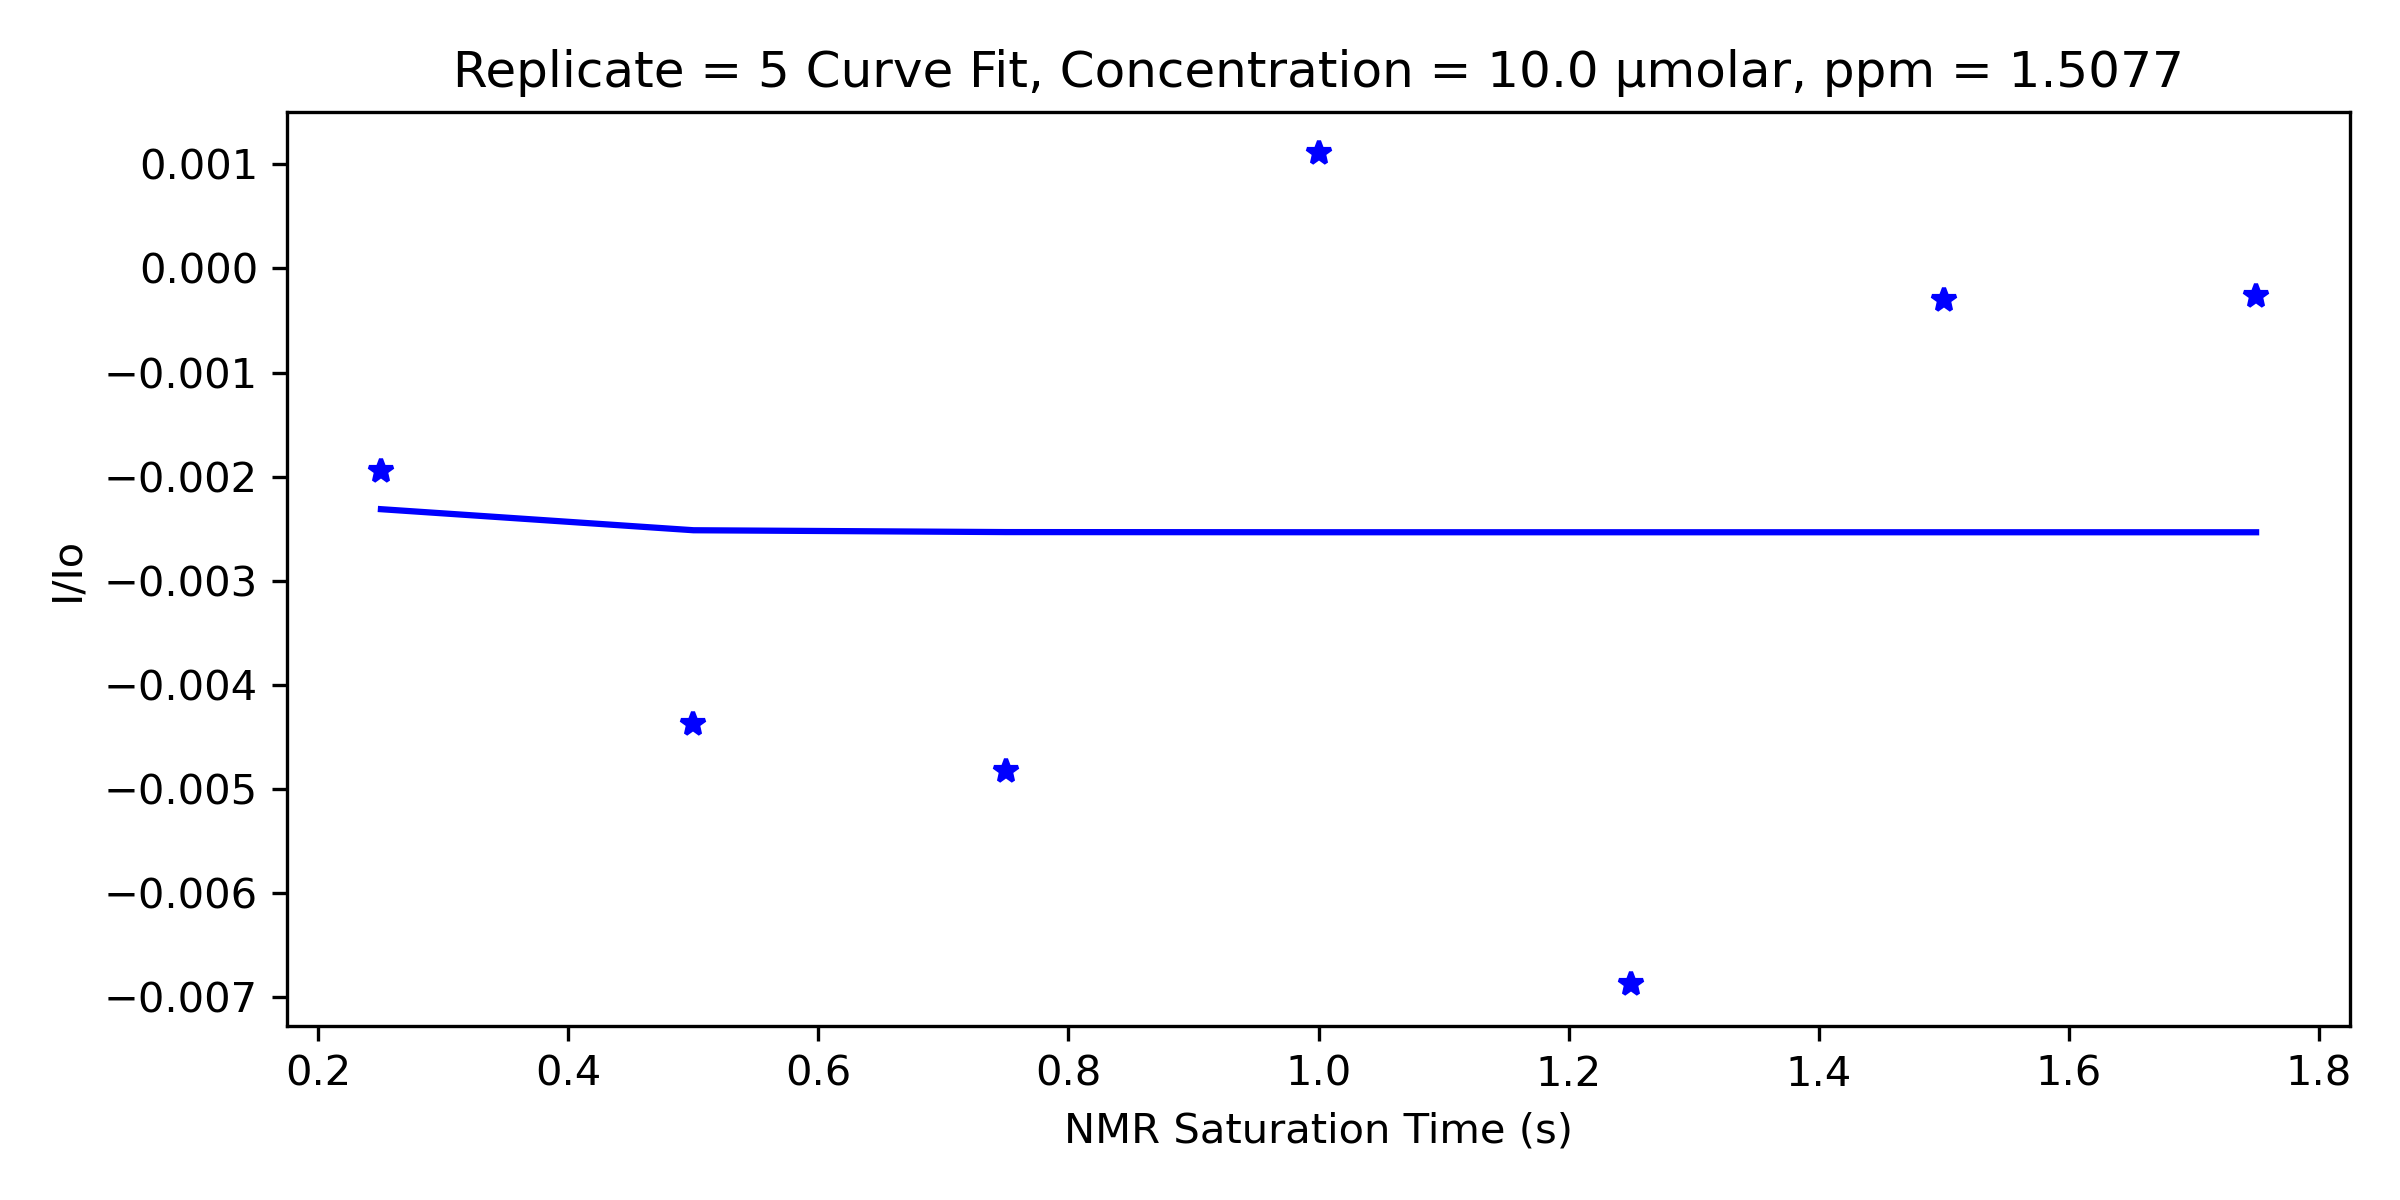 Replicate = 5 Curve Fit, Concentration = 10.0 μmolar, ppm = 1.5077
0.001
0.000
−0.001
−0.002
−0.003
−0.004
−0.005
−0.006
−0.007
I/Io
0.2 0.4 0.6 0.8 1.0 1.2 1.4 1.6 1.8
NMR Saturation Time (s)